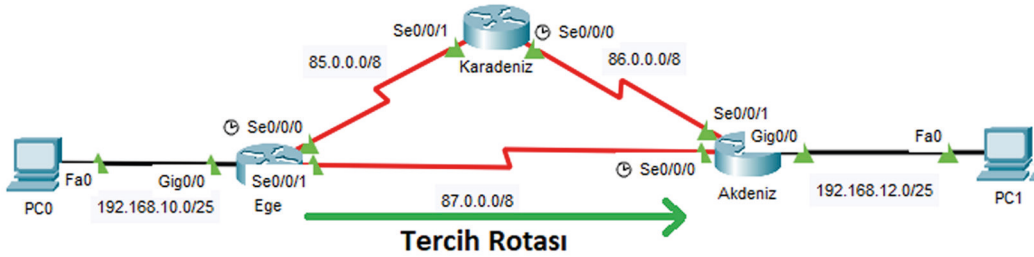 Se0/0/1
Se0/0/0
Karadeniz
85.0.0.0/8
86.0.0.0/8
Se0/0/0
Se0/0/1
Gig0/0
Fa0
Fa0
Gig0/0
Se0/0/1
Se0/0/0
PC0
192.168.10.0/25
Ege
87.0.0.0/8
Akdeniz
192.168.12.0/25
PC1
Tercih Rotası